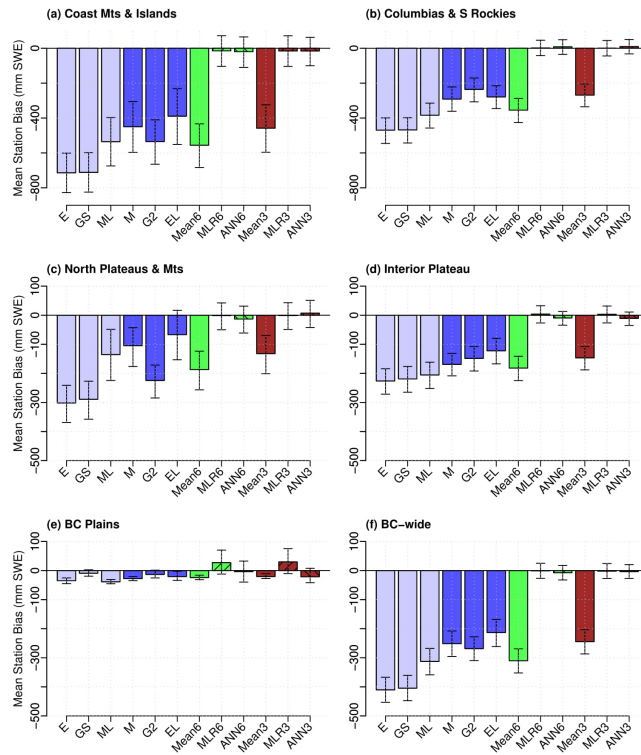 (a) Coast Mts & Islands
Mean Station Bias (mm SWE)
0
−400
−800
E GS ML M G2 EL Mean6 MLR6 ANN6 Mean3 MLR3 ANN3
(b) Columbias & S Rockies
0
−400
−800
E GS ML M G2 EL Mean6 MLR6 ANN6 Mean3 MLR3 ANN3
(c) North Plateaus & Mts
Mean Station Bias (mm SWE)
100
0
−100
−300
−500
E GS ML M G2 EL Mean6 MLR6 ANN6 Mean3 MLR3 ANN3
(d) Interior Plateau
100
0
−100
−300
−500
E GS ML M G2 EL Mean6 MLR6 ANN6 Mean3 MLR3 ANN3
(e) BC Plains
Mean Station Bias (mm SWE)
100
0
−100
−300
−500
E GS ML M G2 EL Mean6 MLR6 ANN6 Mean3 MLR3 ANN3
(f) BC−wide
100
0
−100
−300
−500
E GS ML M G2 EL Mean6 MLR6 ANN6 Mean3 MLR3 ANN3